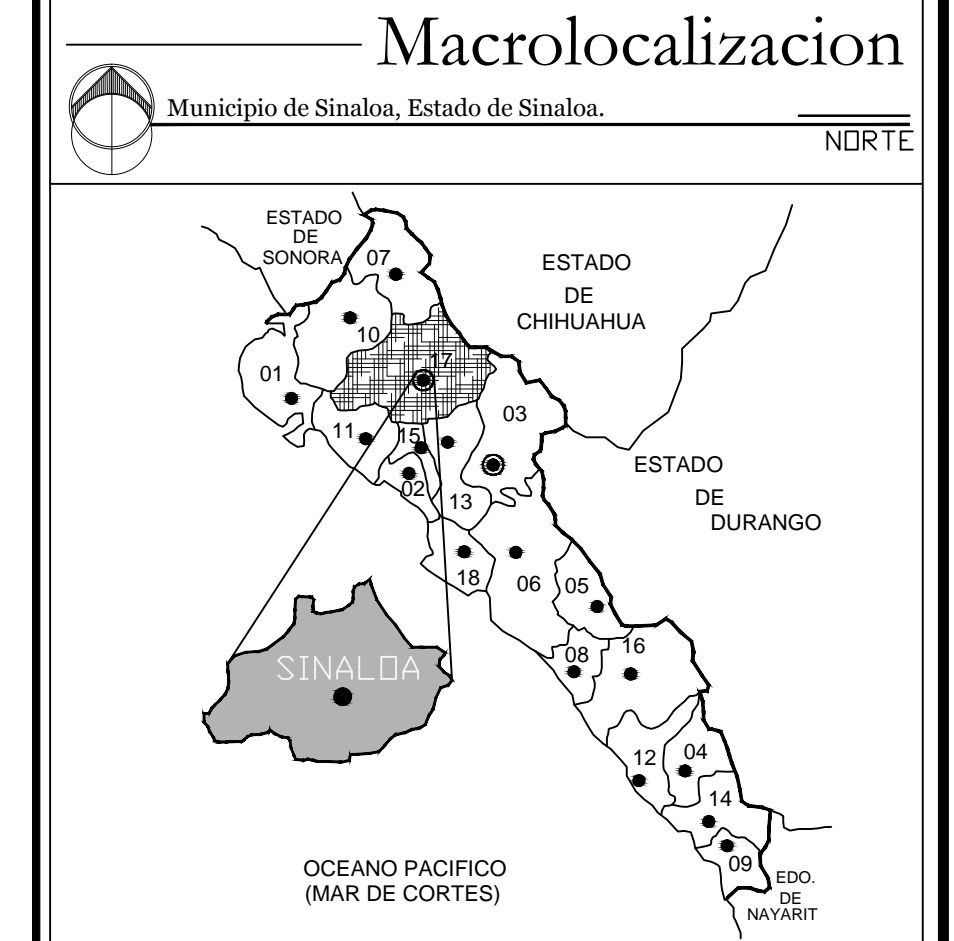 Macrolocalizacion
Municipio de Sinaloa, Estado de Sinaloa.
NORTE
ESTADO
DE
SONORA
07
ESTADO
DE
CHIHUAHUA
10
17
01
03
11
15
02
13
ESTADO
DE
DURANGO
18
06
05
08
16
SINALOA
12
04
14
09
OCEANO PACIFICO
(MAR DE CORTES)
EDO.
DE
NAYARIT